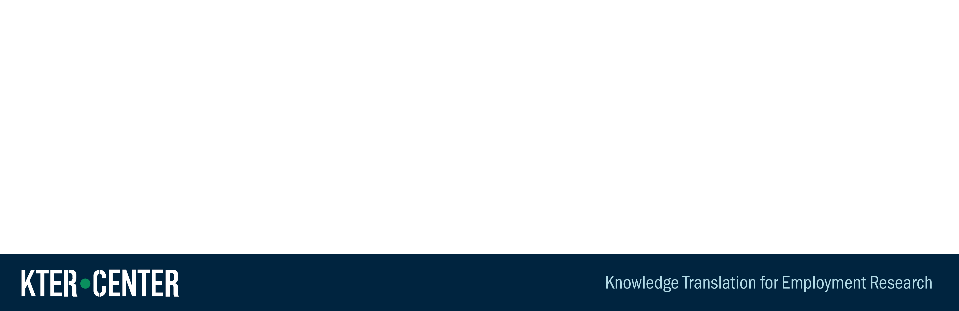 KTER•CENTER
Knowledge Translation for Employment Research